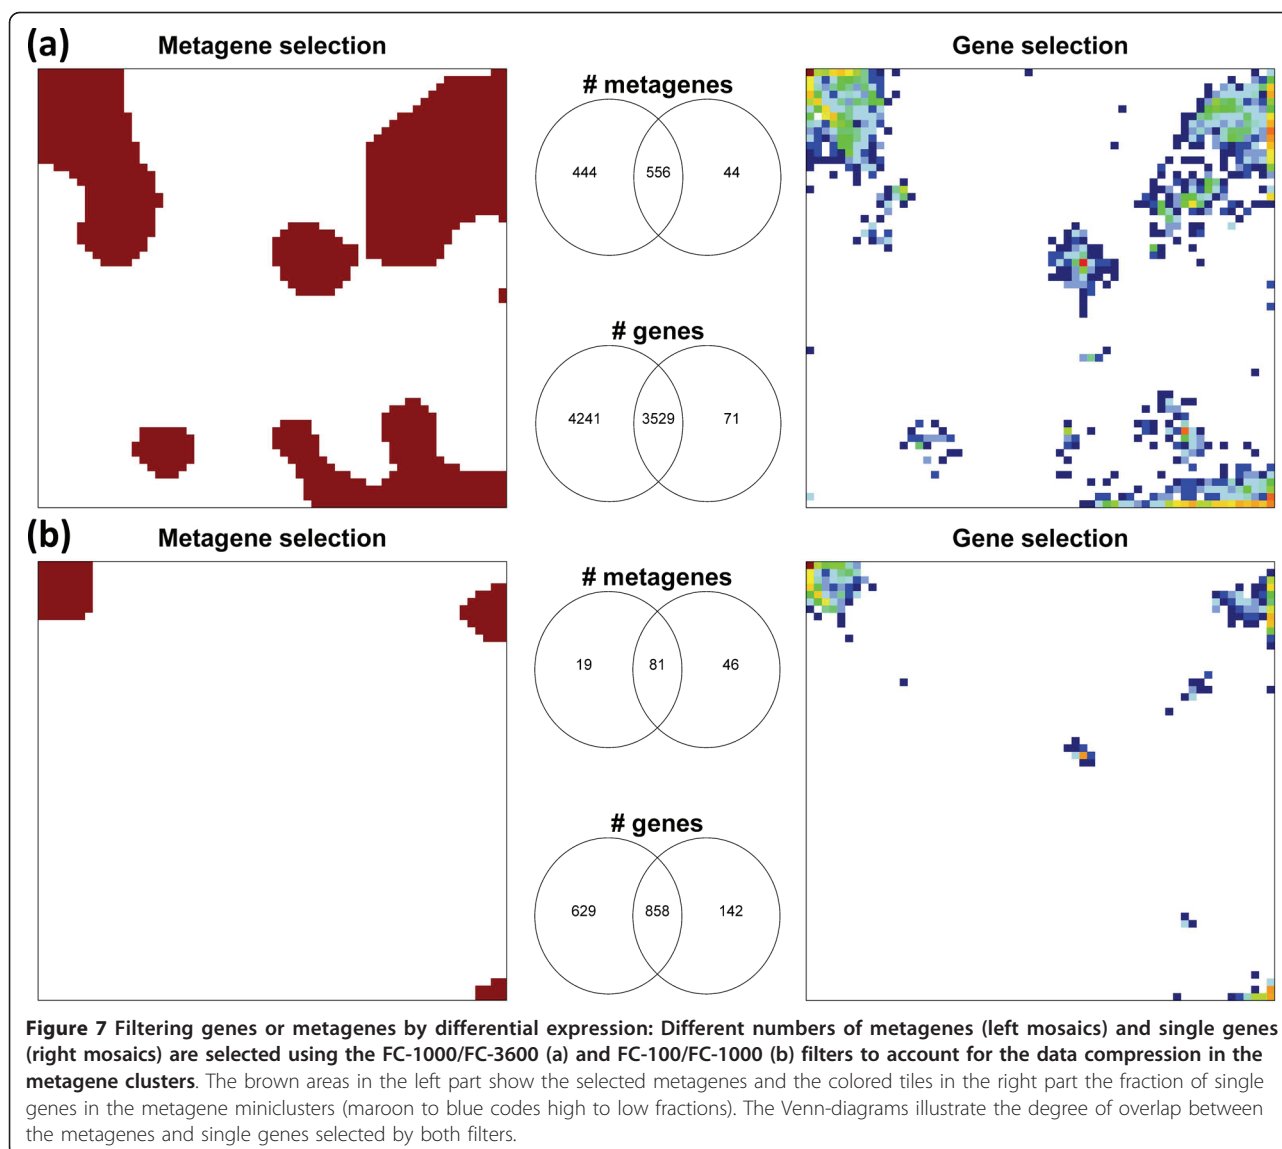 (a)
Metagene selection
Gene selection
# metagenes
444 556 44
# genes
4241 3529 71
(b)
Metagene selection
Gene selection
# metagenes
19 81 46
# genes
629 858 142
Figure 7 Filtering genes or metagenes by differential expression: Different numbers of metagenes (left mosaics) and single genes
(right mosaics) are selected using the FC-1000/FC-3600 (a) and FC-100/FC-1000 (b) filters to account for the data compression in the
metagene clusters. The brown areas in the left part show the selected metagenes and the colored tiles in the right part the fraction of single
genes in the metagene miniclusters (maroon to blue codes high to low fractions). The Venn-diagrams illustrate the degree of overlap between
the metagenes and single genes selected by both filters.